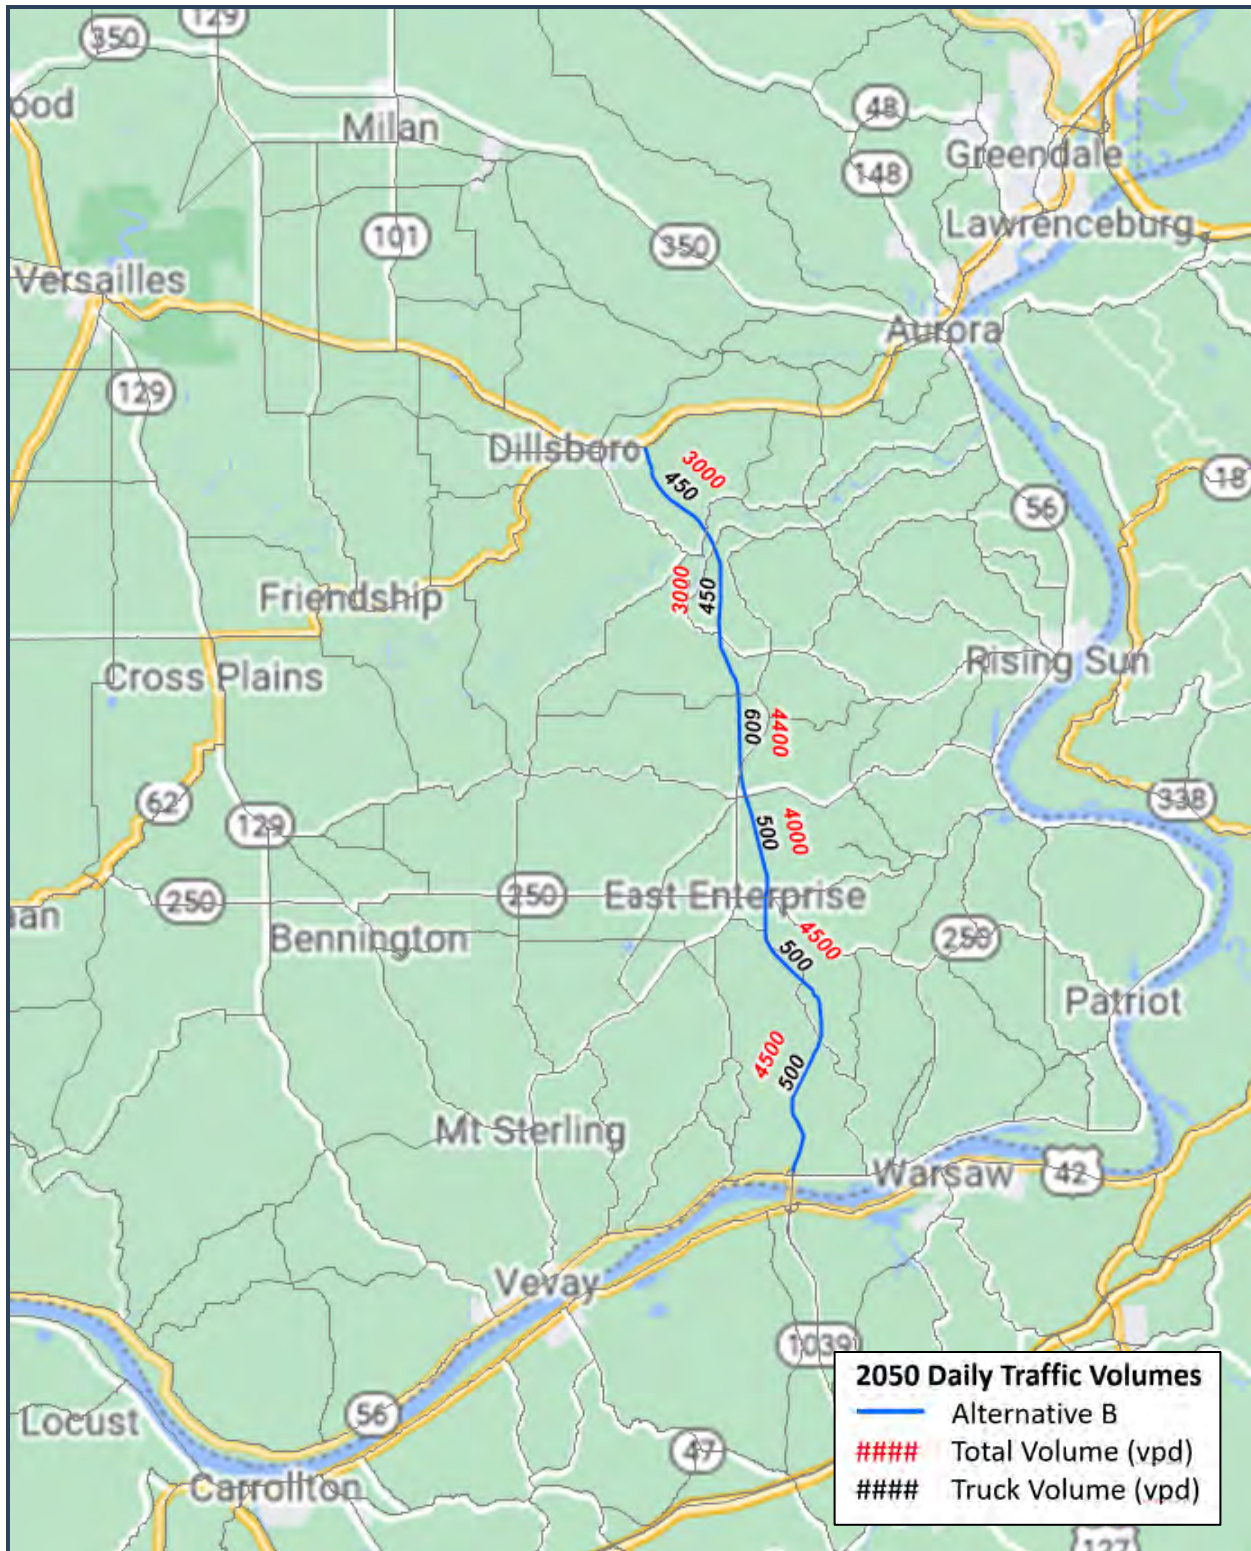 129
350
ood
Milan
48
Greendale
148
Lawrenceburg
101
350
Versailles
Aurora
129
Dillsboro
3000
450
18
56
3000
450
Friendship
Rising Sun
Cross Plains
600
4400
62
338
129
500
4000
250
250
East Enterprise
nan
Bennington
4500
500
250
Patriot
4500
500
Mt Sterling
Warsaw
42
Vevay
1039
Locust
56
47
Carrollton
127
2050 Daily Traffic Volumes
Alternative B
#### Total Volume (vpd)
#### Truck Volume (vpd)